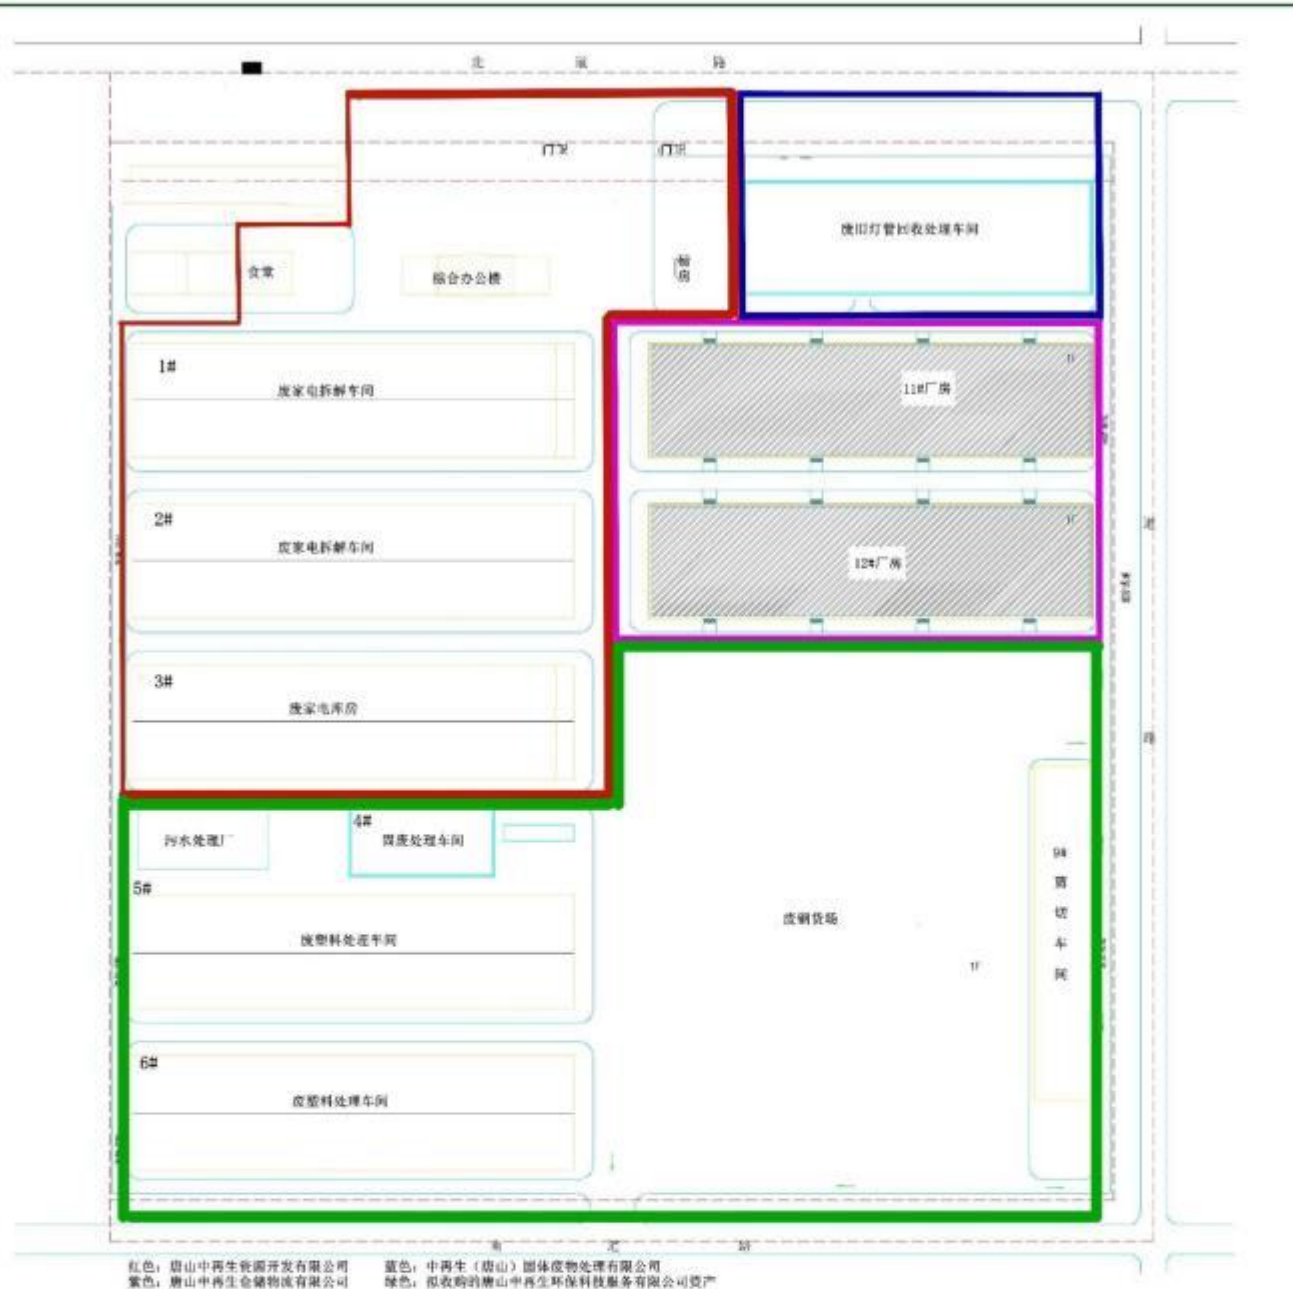 北 路
门卫 门卫
废旧灯管回收处理车间
食堂
综合办公楼
1#
废家电拆解车间
11#厂房
1F
2#
废家电拆解车间
12#厂房
1F
3#
废家电库房
道
路
污水处理厂
4#
固废处理车间
5#
废塑料处理车间
废钢货场
1F
9#
剪
切
车
间
6#
废塑料处理车间
路
红色：唐山中再生资源开发有限公司 蓝色：中再生（唐山）固体废物处理有限公司
紫色：唐山中再生仓储物流有限公司 绿色：拟收购的唐山中再生环保科技服务有限公司资产